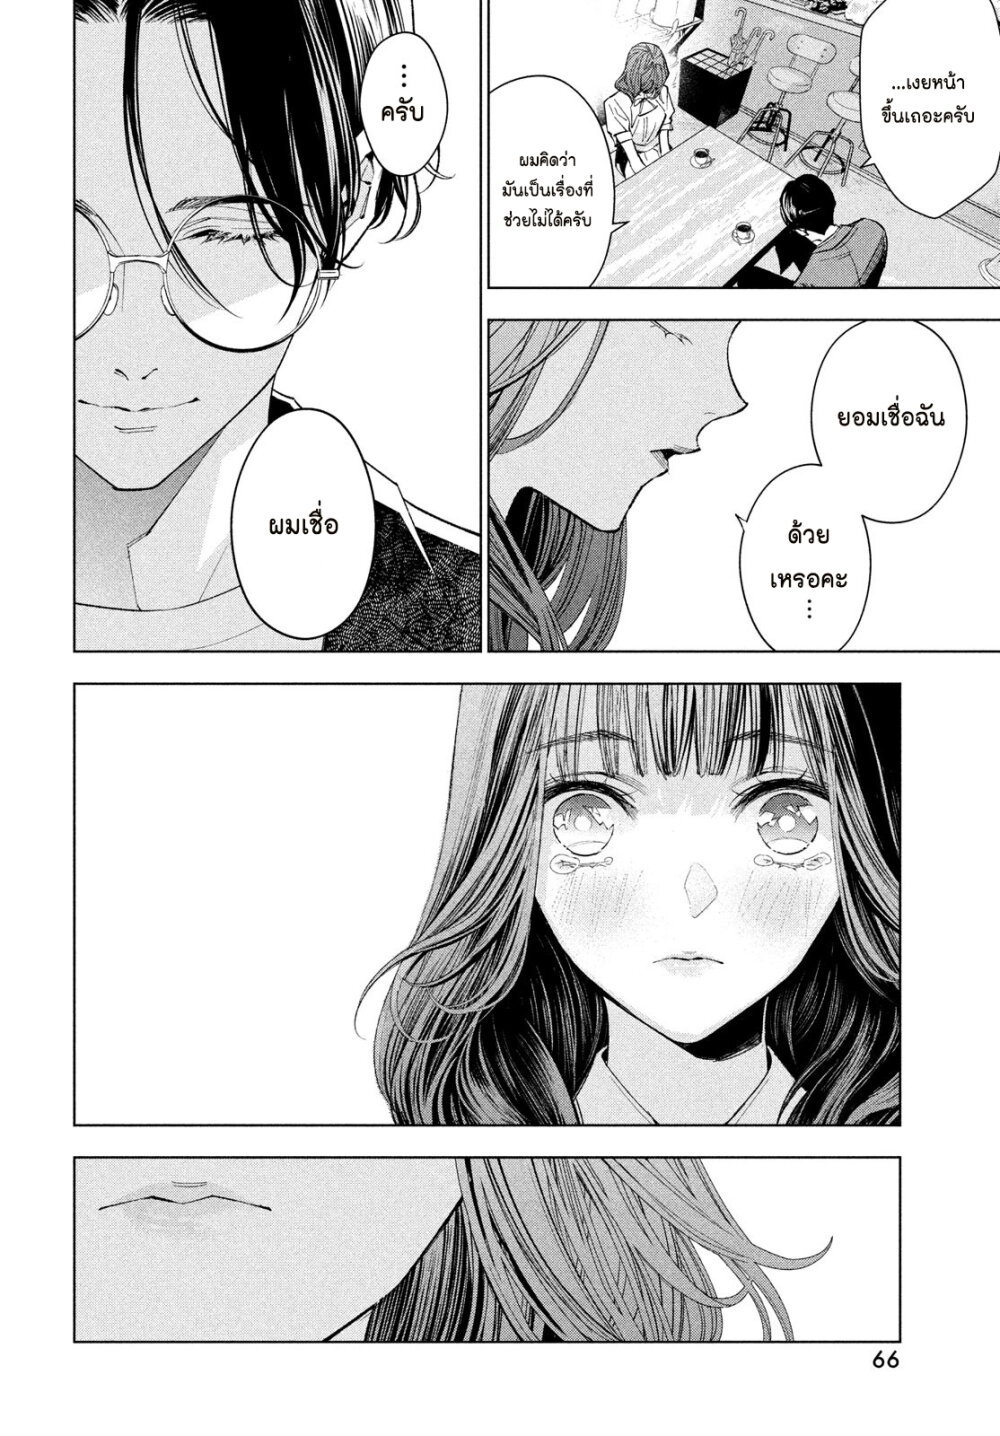 ...เงยหน้า
ขึ้นเถอะครับ
ผมคิดว่า
มันเป็นเรื่องที่
ช่วยไม่ได้ครับ
ยอมเชื่อฉัน
ด้วย
เหรอคะ
...
...
ครับ
ผมเชื่อ
66